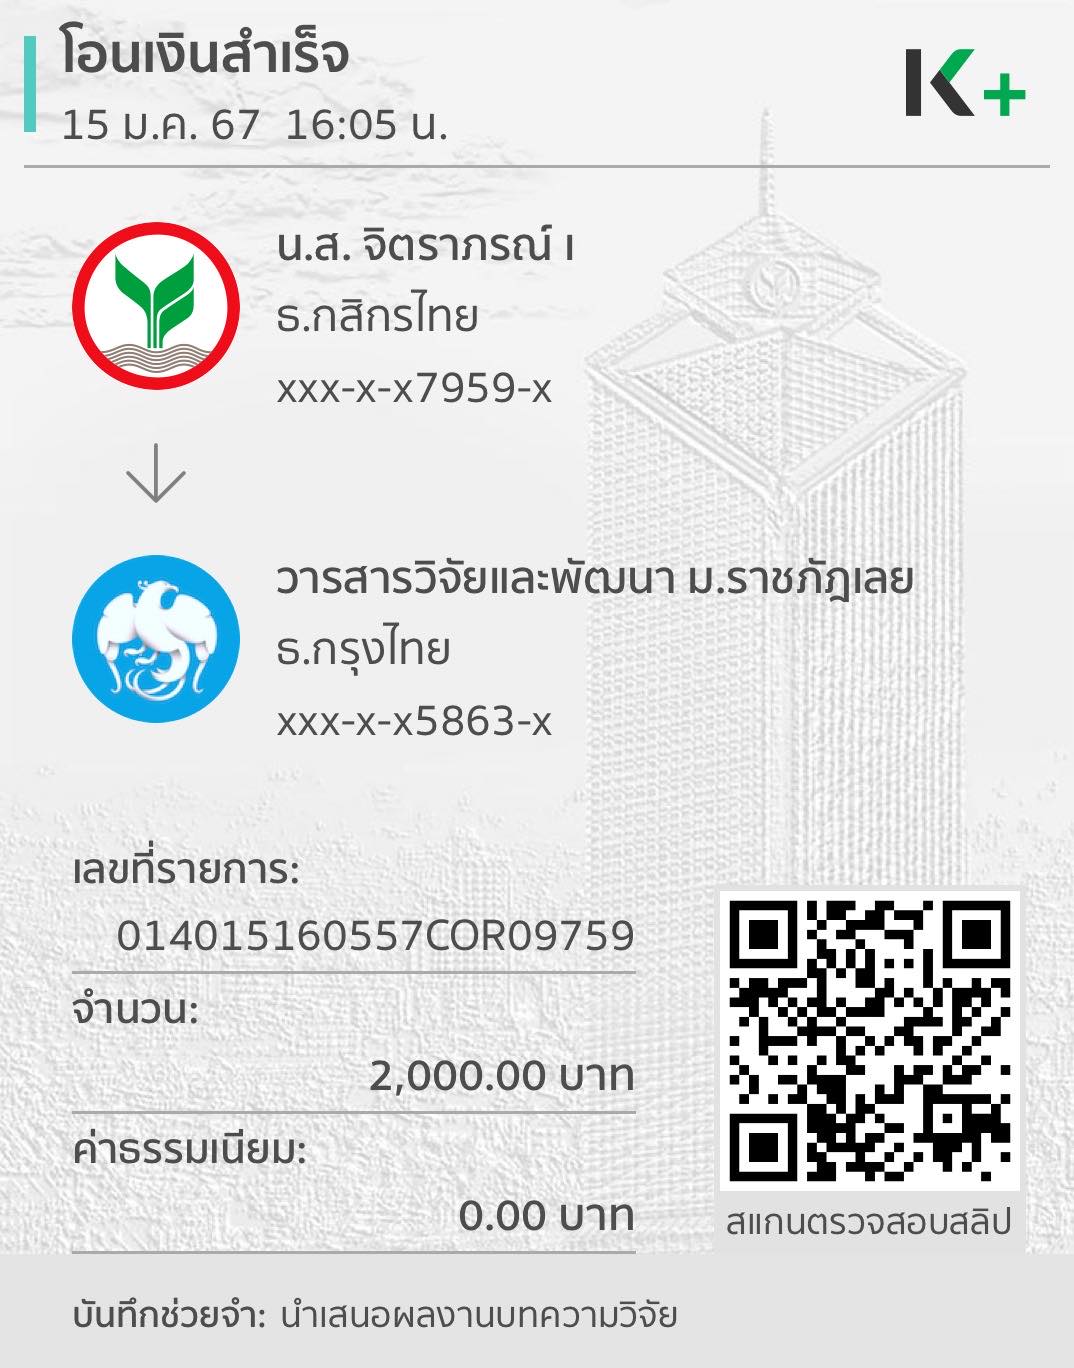 โอนเงินสำเร็จ
15 ม.ค. 67 16:05 น.
K+
น.ส. จิตราภรณ์ เ
ธ.กสิกรไทย
xxx-x-x7959-x
วารสารวิจัยและพัฒนา ม.ราชภัฎเลย
ธ.กรุงไทย
xxx-x-x5863-x
เลขที่รายการ:
014015160557COR09759
จำนวน:
2,000.00 บาท
ค่าธรรมเนียม:
0.00 บาท
สแกนตรวจสอบสลิป
บันทึกช่วยจำ: นำเสนอผลงานบทความวิจัย